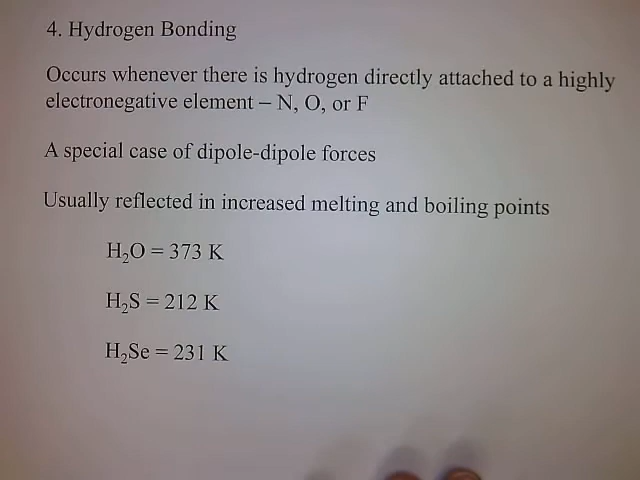 4. Hydrogen Bonding
Occurs whenever there is hydrogen directly attached to a highly
electronegative element – N, O, or F
A special case of dipole-dipole forces
Usually reflected in increased melting and boiling points
H₂O = 373 K
H₂S = 212 K
H₂Se = 231 K